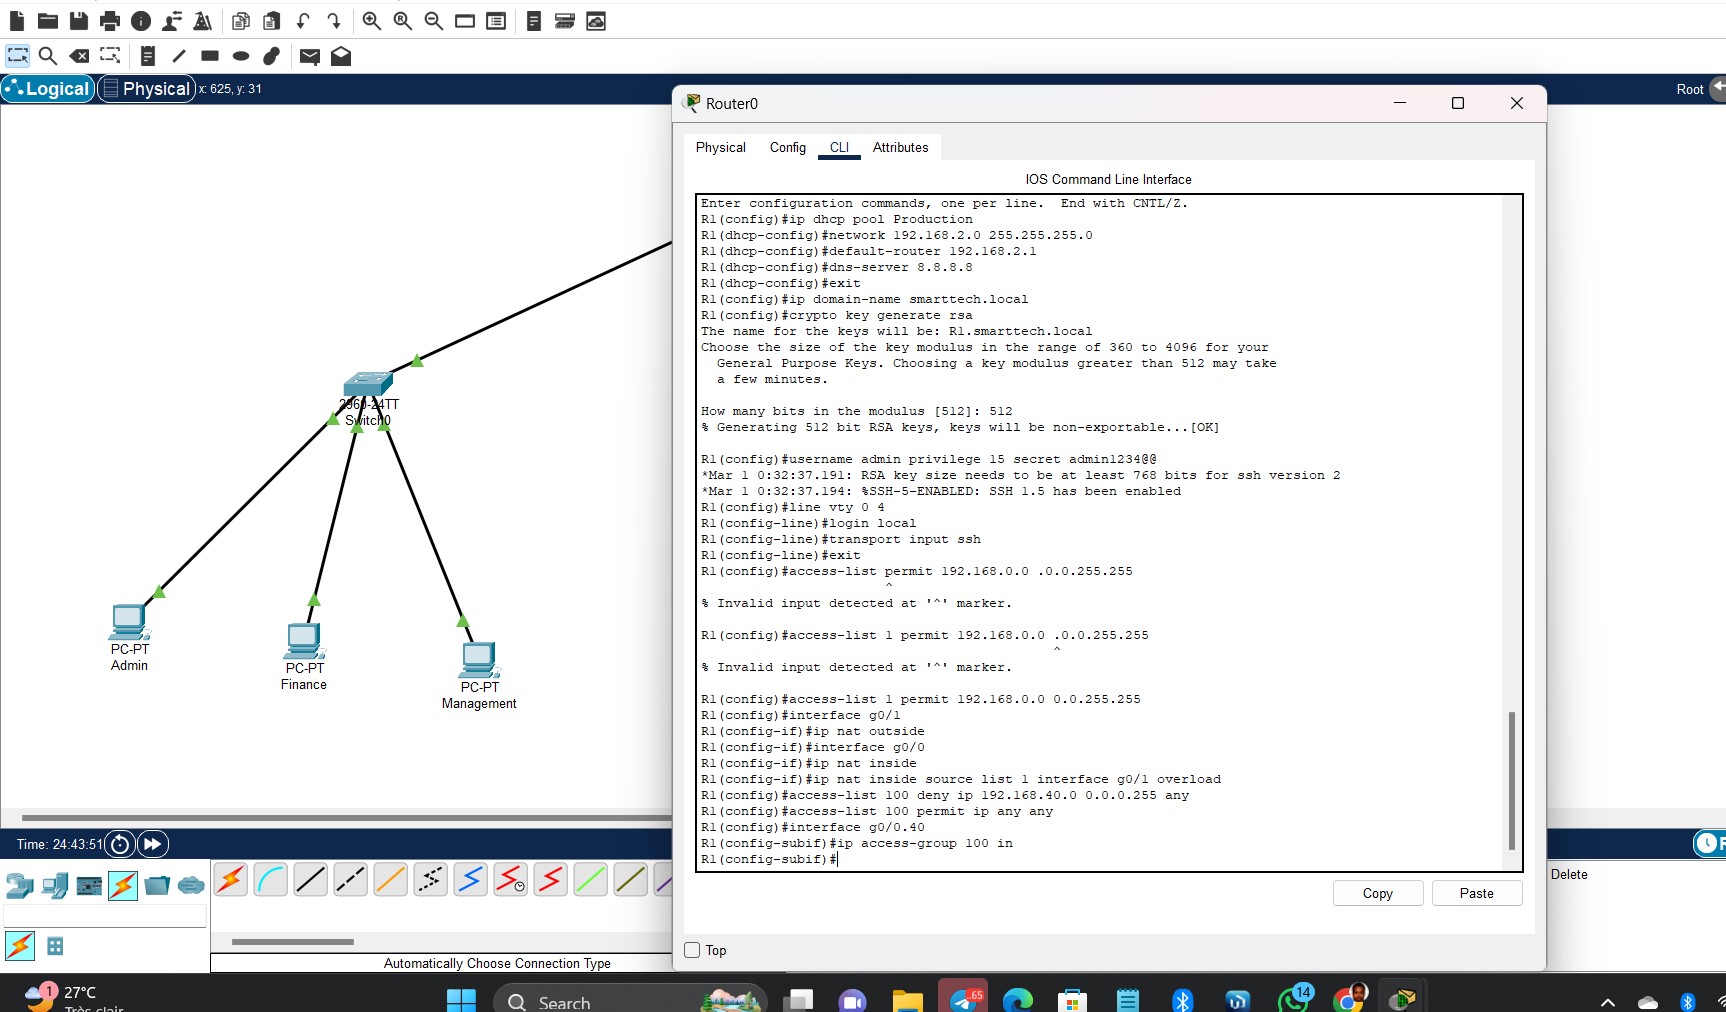 Logical
Physical
x: 625, y: 31
Root
Router0
Physical
Config
CLI
Attributes
IOS Command Line Interface
Enter configuration commands, one per line.  End with CNTL/Z.
R1(config)#ip dhcp pool Production
R1(dhcp-config)#network 192.168.2.0 255.255.255.0
R1(dhcp-config)#default-router 192.168.2.1
R1(dhcp-config)#dns-server 8.8.8.8
R1(dhcp-config)#exit
R1(config)#ip domain-name smarttech.local
R1(config)#crypto key generate rsa
The name for the keys will be: R1.smarttech.local
Choose the size of the key modulus in the range of 360 to 4096 for your
  General Purpose Keys. Choosing a key modulus greater than 512 may take
  a few minutes.
How many bits in the modulus [512]: 512
% Generating 512 bit RSA keys, keys will be non-exportable...[OK]
R1(config)#username admin privilege 15 secret admin1234@@
*Mar 1 0:32:37.191: RSA key size needs to be at least 768 bits for ssh version 2
*Mar 1 0:32:37.194: %SSH-5-ENABLED: SSH 1.5 has been enabled
R1(config)#line vty 0 4
R1(config-line)#login local
R1(config-line)#transport input ssh
R1(config-line)#exit
R1(config)#access-list permit 192.168.0.0 .0.0.255.255
^
% Invalid input detected at '^' marker.
R1(config)#access-list 1 permit 192.168.0.0 .0.0.255.255
^
% Invalid input detected at '^' marker.
R1(config)#access-list 1 permit 192.168.0.0 0.0.255.255
R1(config)#interface g0/1
R1(config-if)#ip nat outside
R1(config-if)#interface g0/0
R1(config-if)#ip nat inside
R1(config-if)#ip nat inside source list 1 interface g0/1 overload
R1(config)#access-list 100 deny ip 192.168.40.0 0.0.0.255 any
R1(config)#access-list 100 permit ip any any
R1(config)#interface g0/0.40
R1(config-subif)#ip access-group 100 in
R1(config-subif)#
Copy
Paste
Top
2960-24TT
Switch0
PC-PT
Admin
PC-PT
Finance
PC-PT
Management
Time: 24:43:51
Delete
Automatically Choose Connection Type
1
27°C
Très clair
Search
..65
14